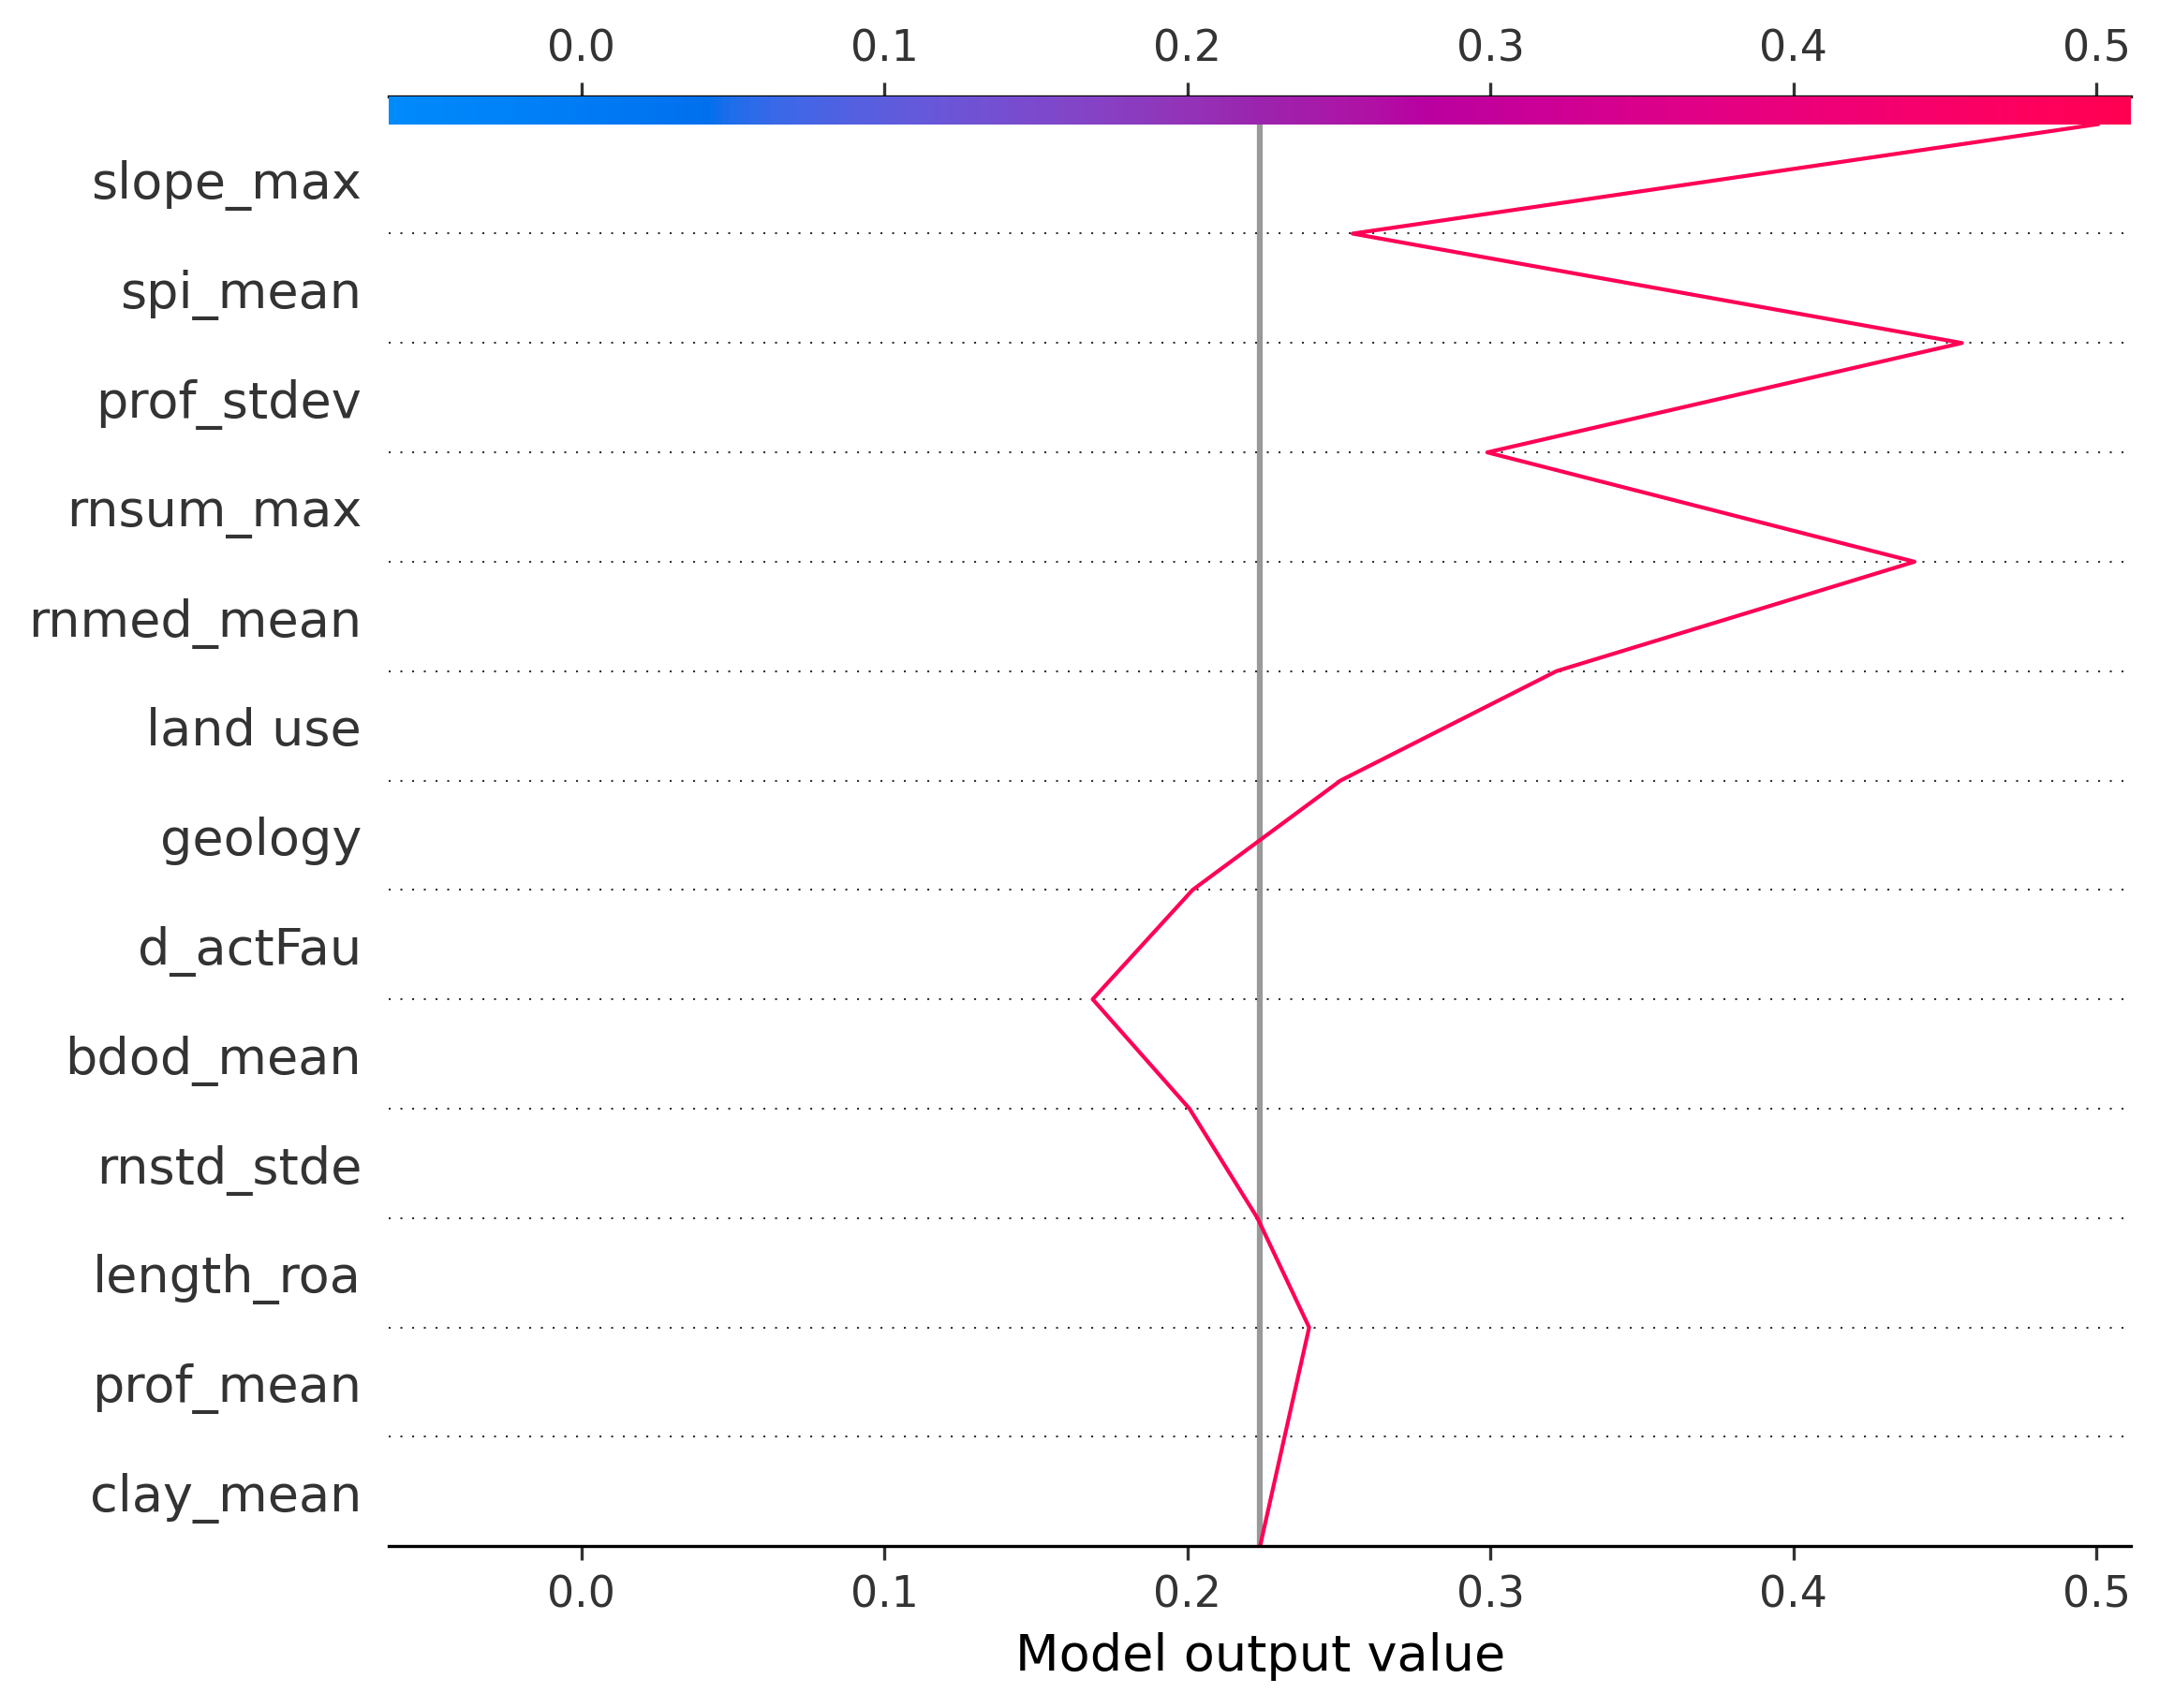 0.0 0.1 0.2 0.3 0.4 0.5
slope_max
spi_mean
prof_stdev
rnsum_max
rnmed_mean
land use
geology
d_actFau
bdod_mean
rnstd_stde
length_roa
prof_mean
clay_mean
0.0 0.1 0.2 0.3 0.4 0.5
Model output value